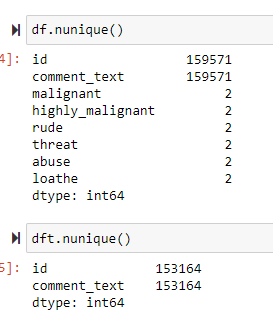 df.nunique()
4]: id 159571
comment_text 159571
malignant 2
highly_malignant 2
rude 2
threat 2
abuse 2
loathe 2
dtype: int64
dft.nunique()
5]: id 153164
comment_text 153164
dtype: int64